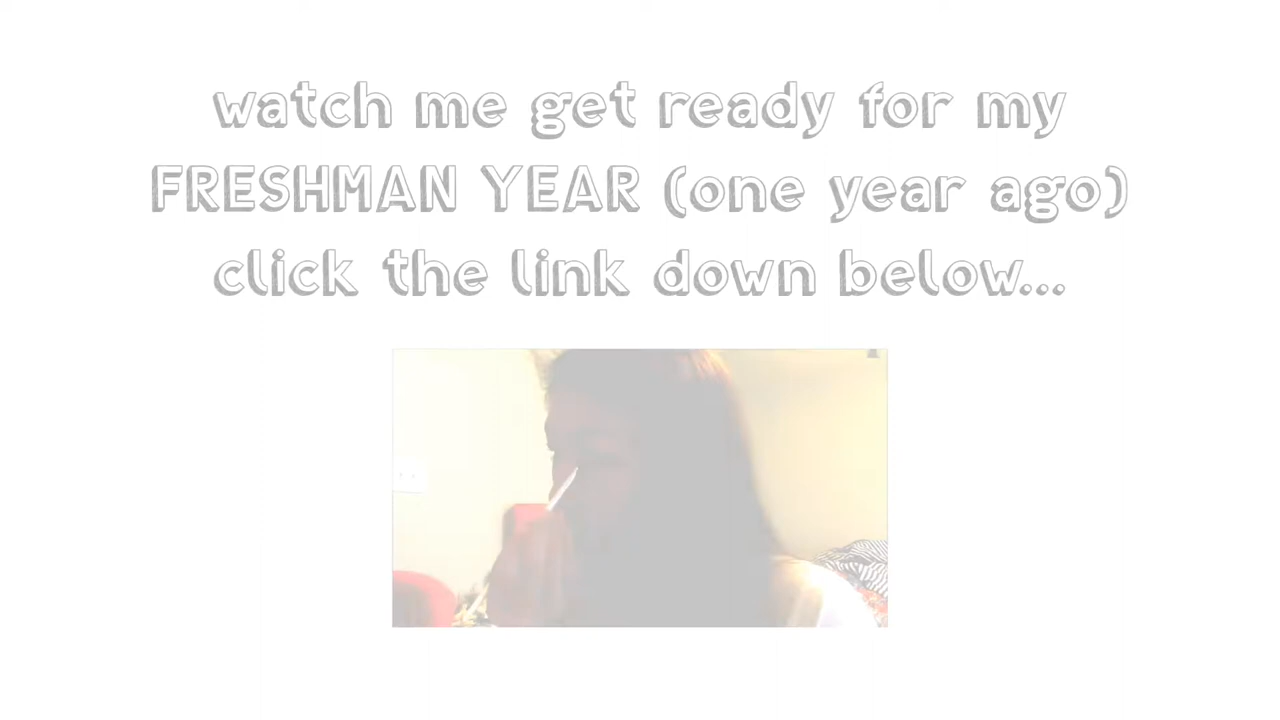 watch me get ready for my
FRESHMAN YEAR (one year ago)
click the link down below...